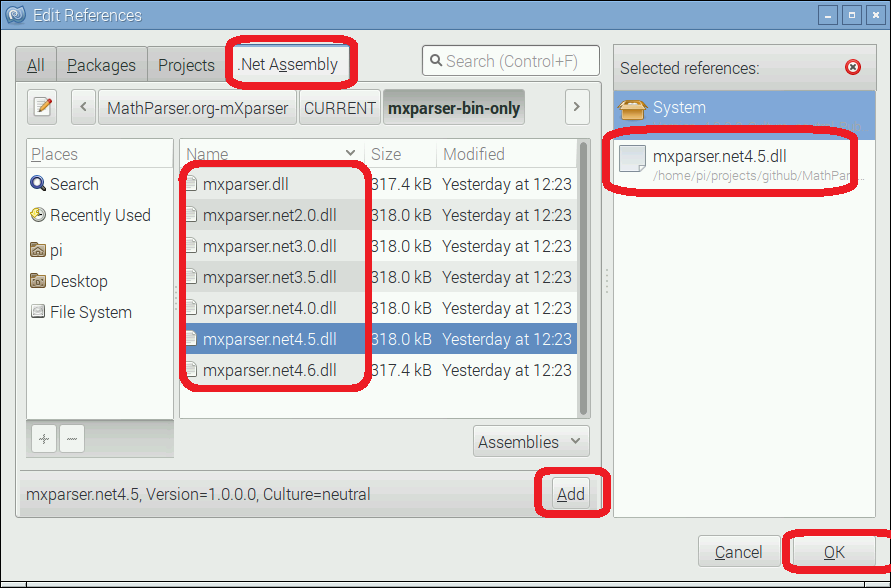 Edit References
All Packages Projects .Net Assembly Search (Control+F)
MathParser.org-mXparser CURRENT mxparser-bin-only
Places
Search
Recently Used
pi
Desktop
File System
Name Size Modified
mxparser.dll 317.4 kB Yesterday at 12:23
mxparser.net2.0.dll 318.0 kB Yesterday at 12:23
mxparser.net3.0.dll 318.0 kB Yesterday at 12:23
mxparser.net3.5.dll 318.0 kB Yesterday at 12:23
mxparser.net4.0.dll 318.0 kB Yesterday at 12:23
mxparser.net4.5.dll 318.0 kB Yesterday at 12:23
mxparser.net4.6.dll 317.4 kB Yesterday at 12:23
Assemblies
mxparser.net4.5, Version=1.0.0.0, Culture=neutral
Add
Selected references:
System
mxparser.net4.5.dll
/home/pi/projects/github/MathPar...
Cancel OK